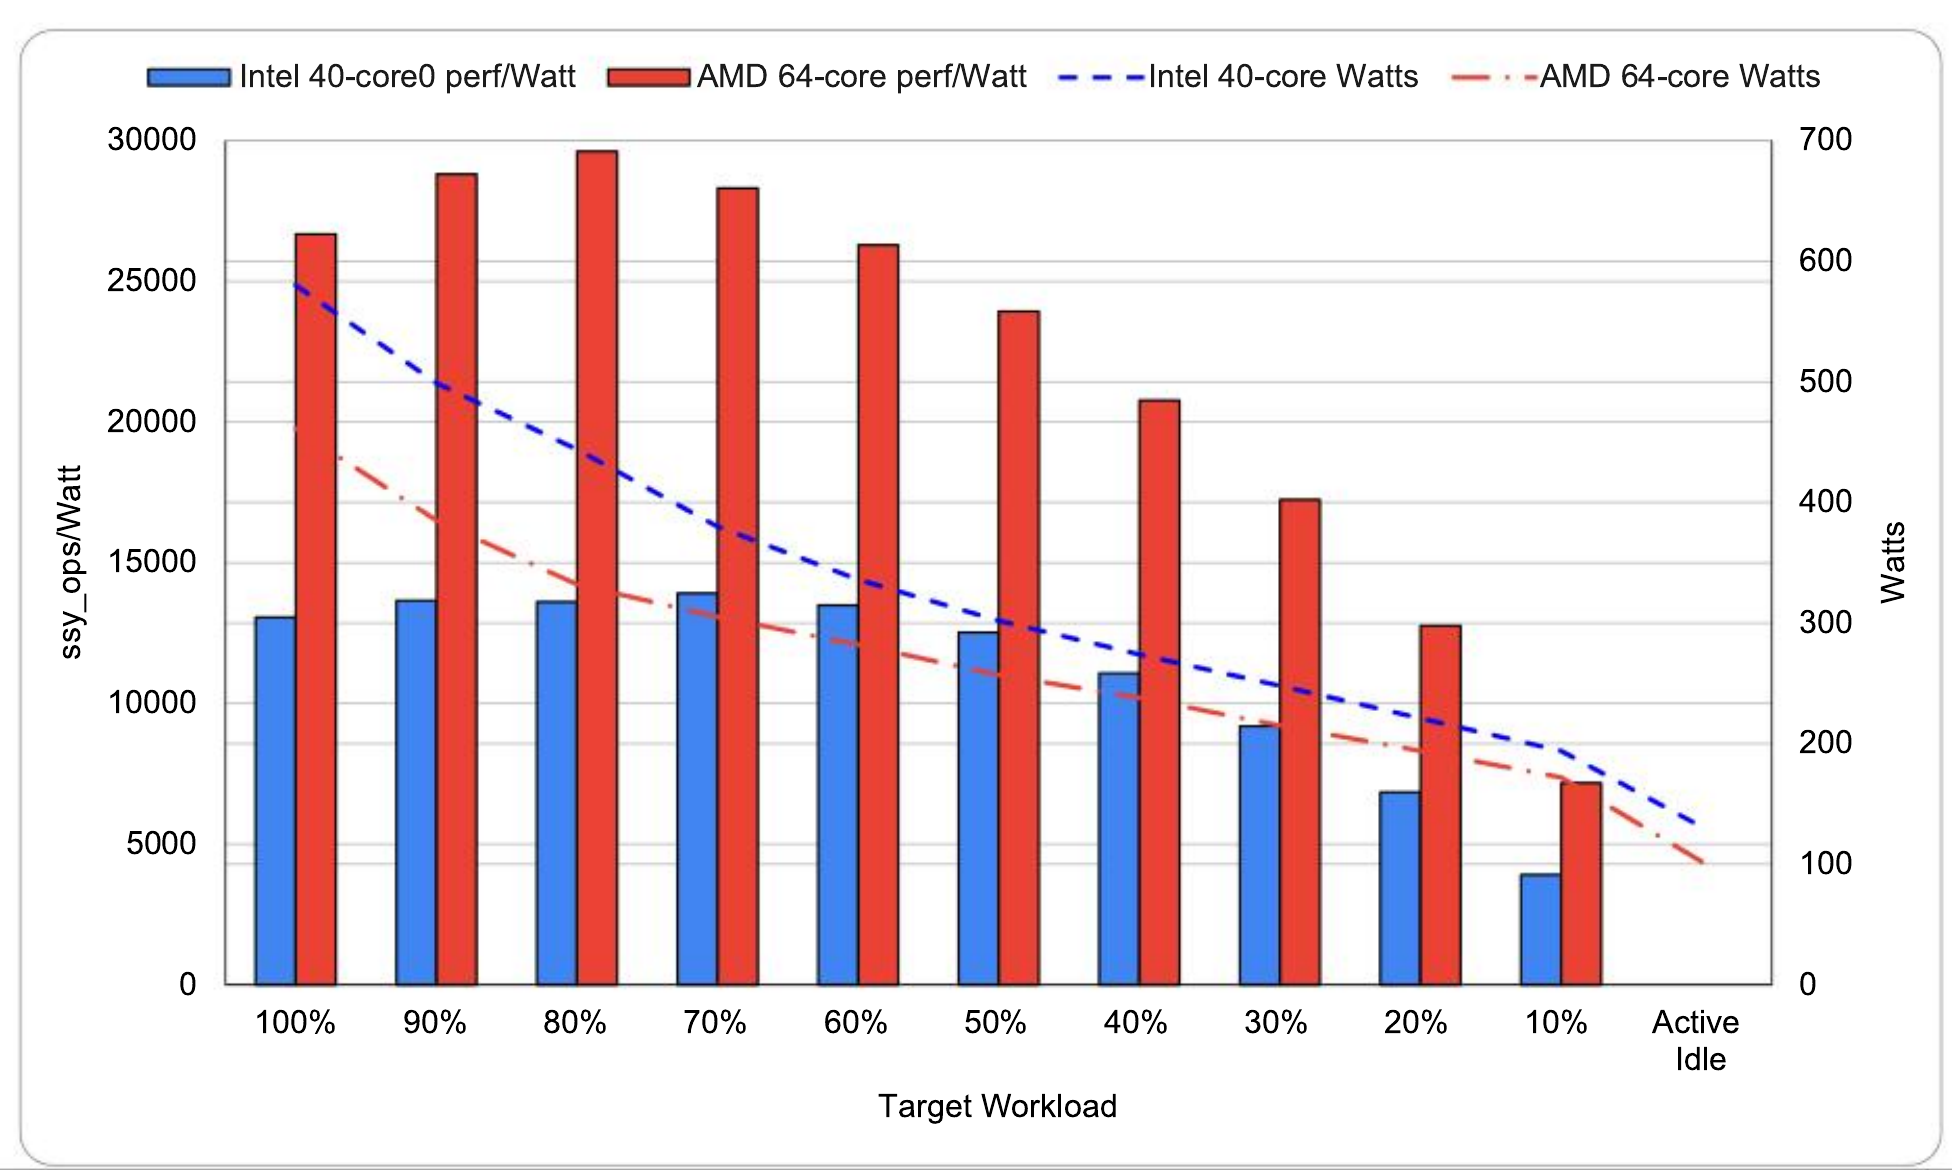 Intel 40-core0 perf/Watt AMD 64-core perf/Watt Intel 40-core Watts AMD 64-core Watts
30000
25000
20000
15000
10000
5000
0
ssy_ops/Watt
700
600
500
400
300
200
100
0
Watts
100% 90% 80% 70% 60% 50% 40% 30% 20% 10% Active
Idle
Target Workload